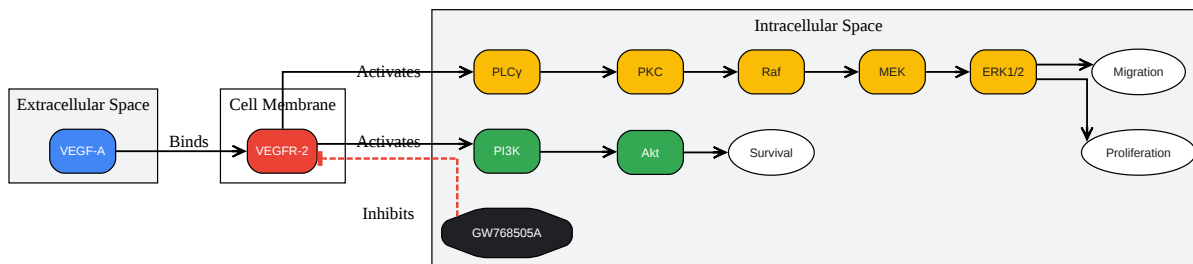 Intracellular Space
Activates
PLCγ
PKC
Raf
MEK
ERK1/2
Migration
Extracellular Space
Cell Membrane
VEGF-A
Binds
VEGFR-2
Activates
PI3K
Akt
Survival
Proliferation
Inhibits
GW768505A